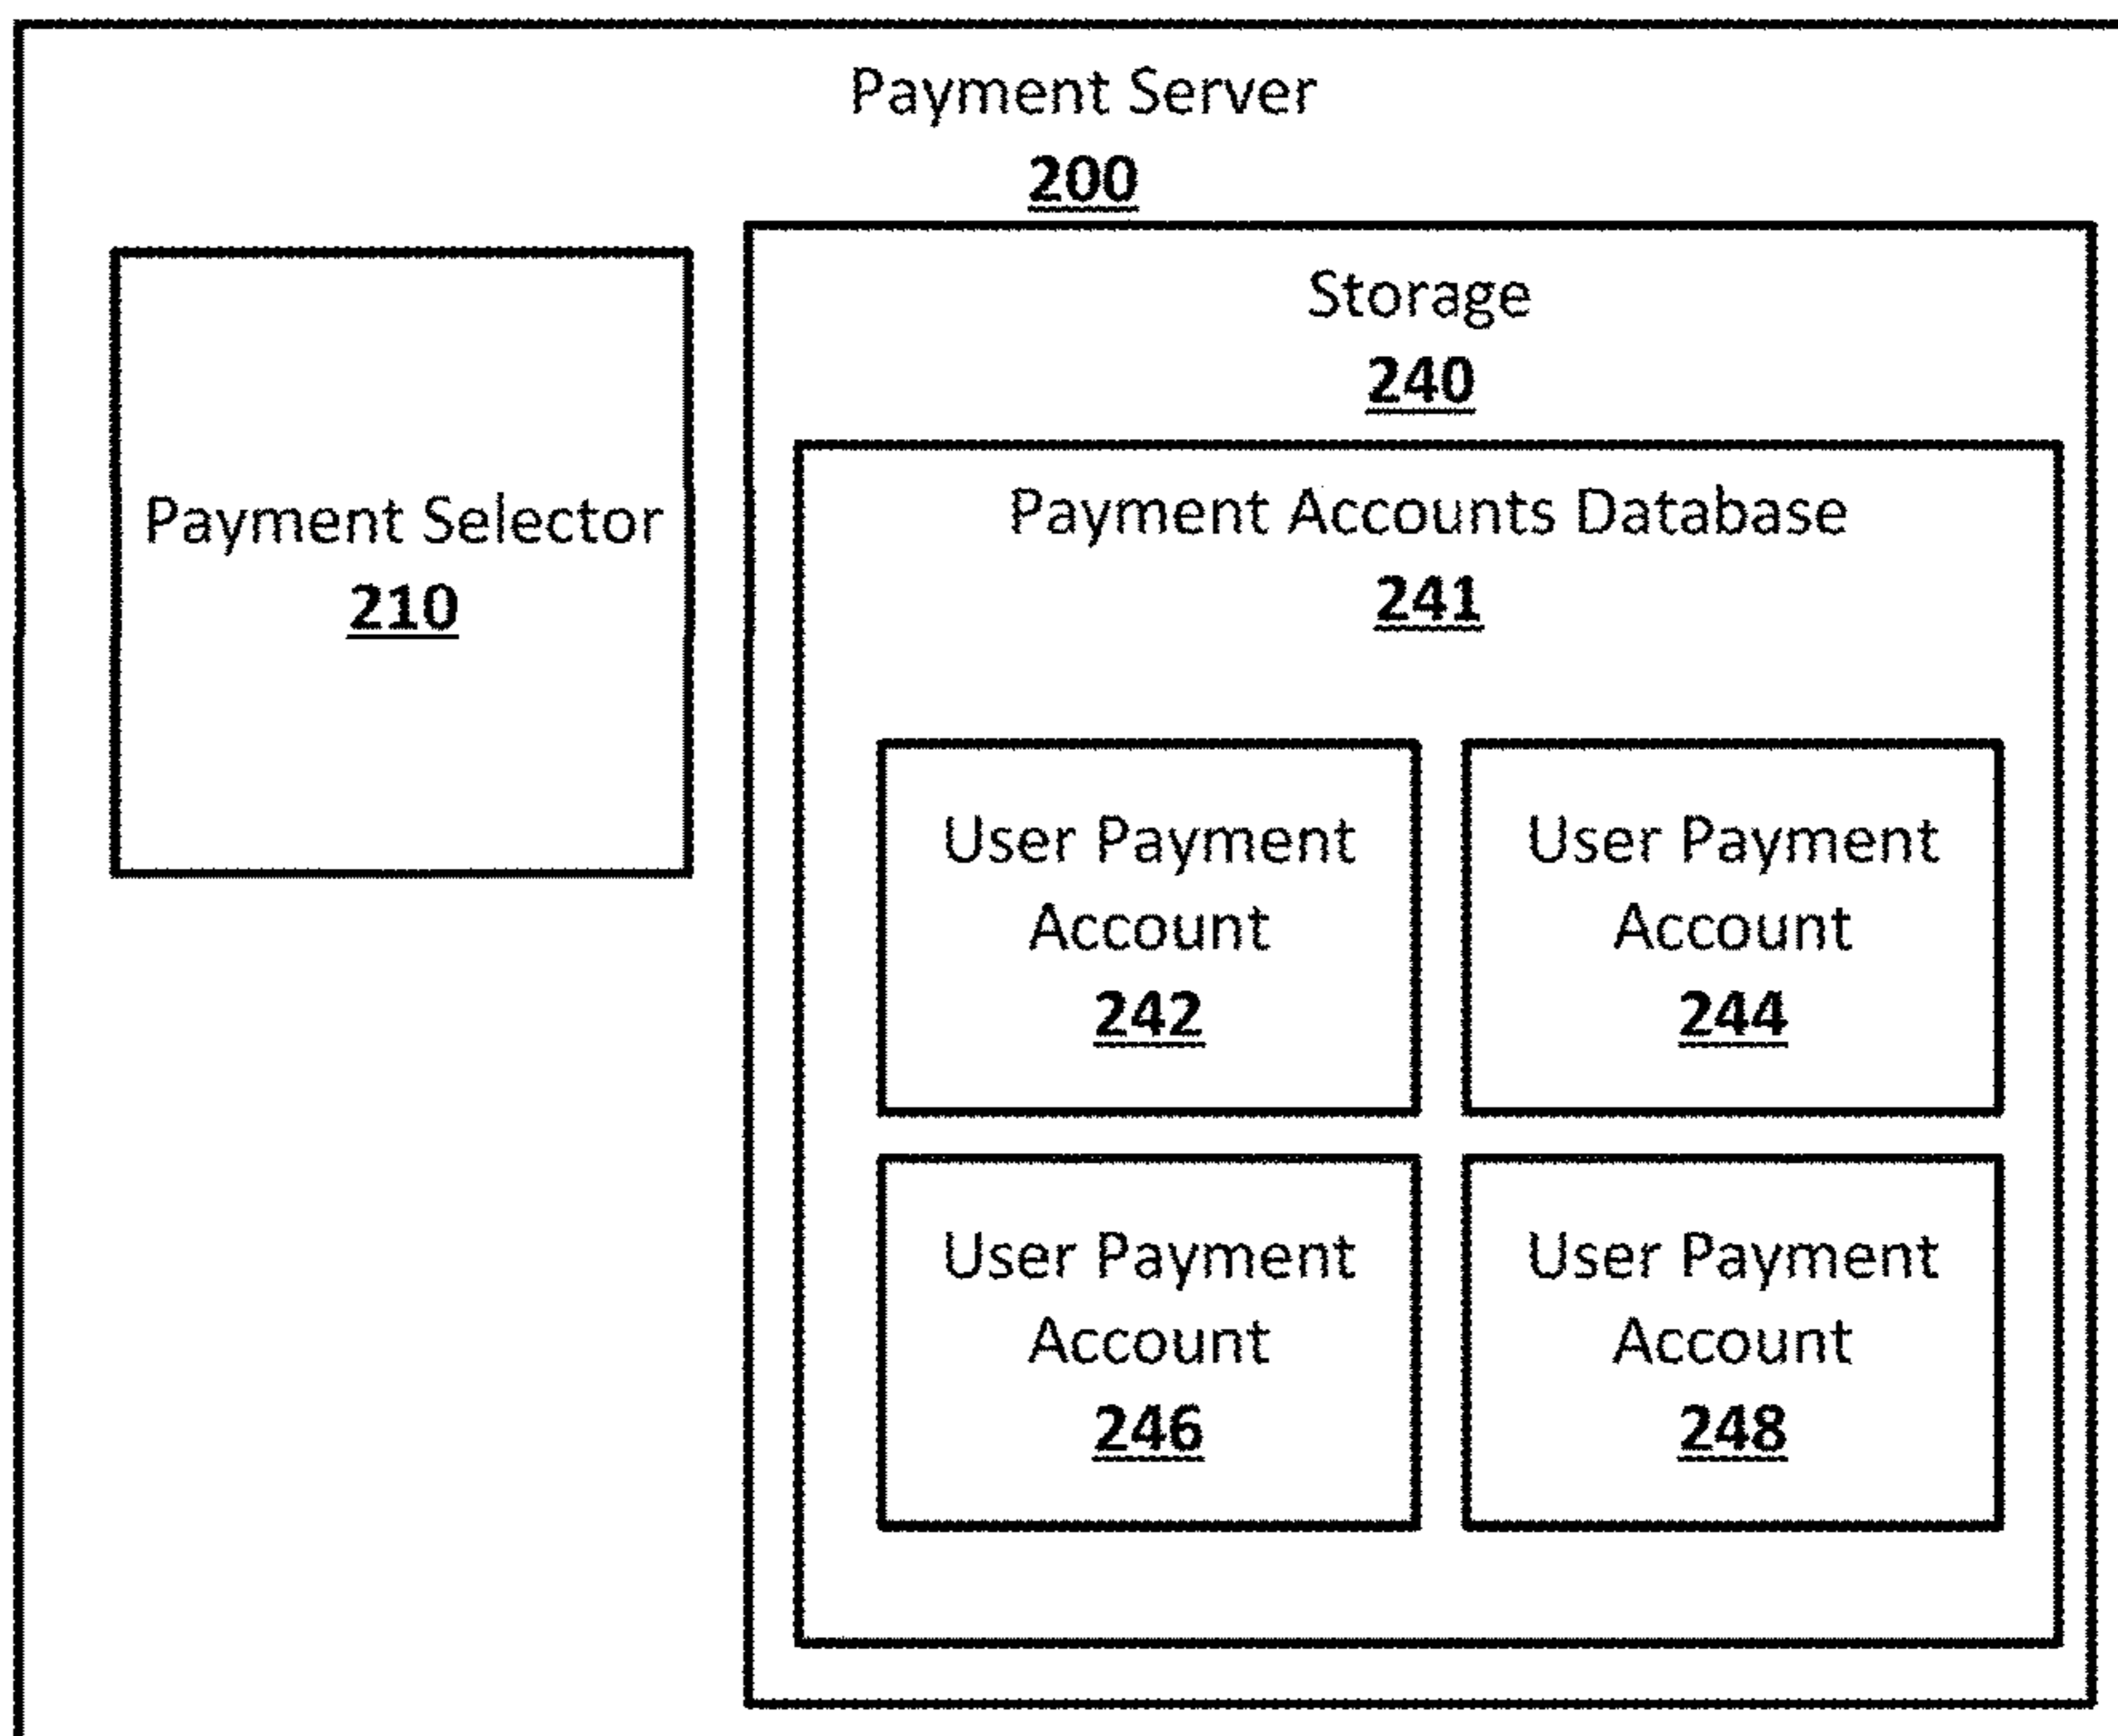 Payment Server
200
Payment Selector
210
Storage
240
Payment Accounts Database
241
User Payment
Account
242
User Payment
Account
244
User Payment
Account
246
User Payment
Account
248